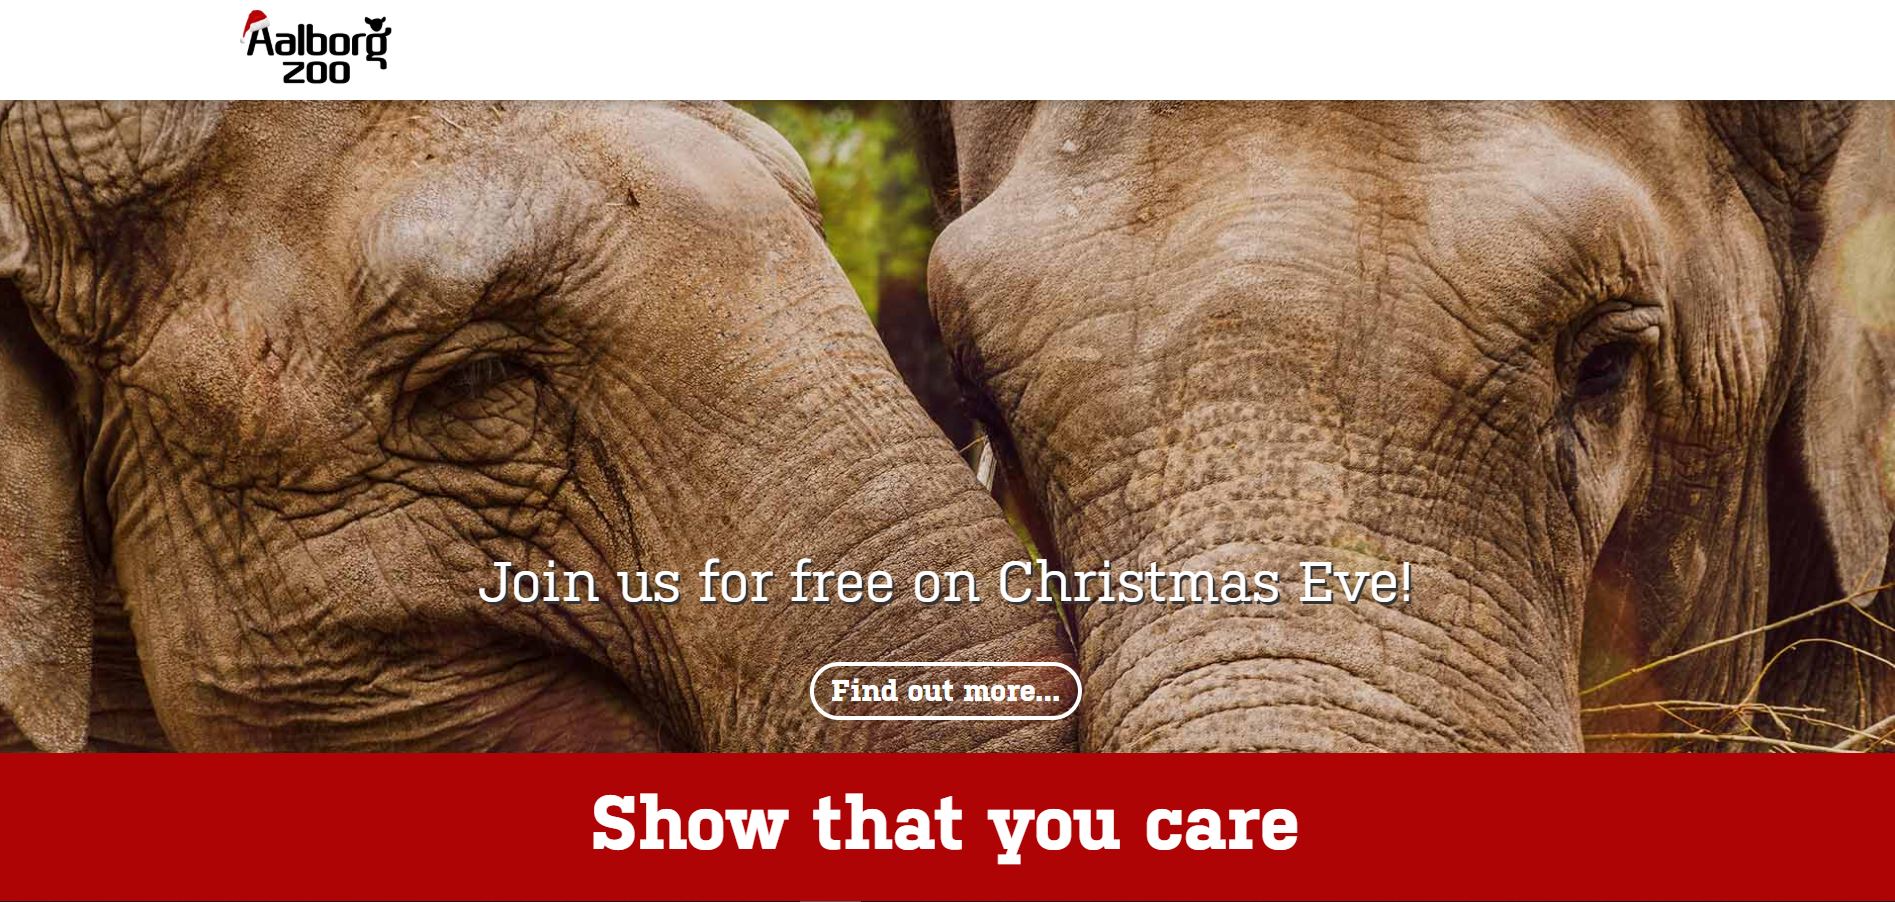 Aalborg
zoo
Join us for free on Christmas Eve!
Find out more...
Show that you care